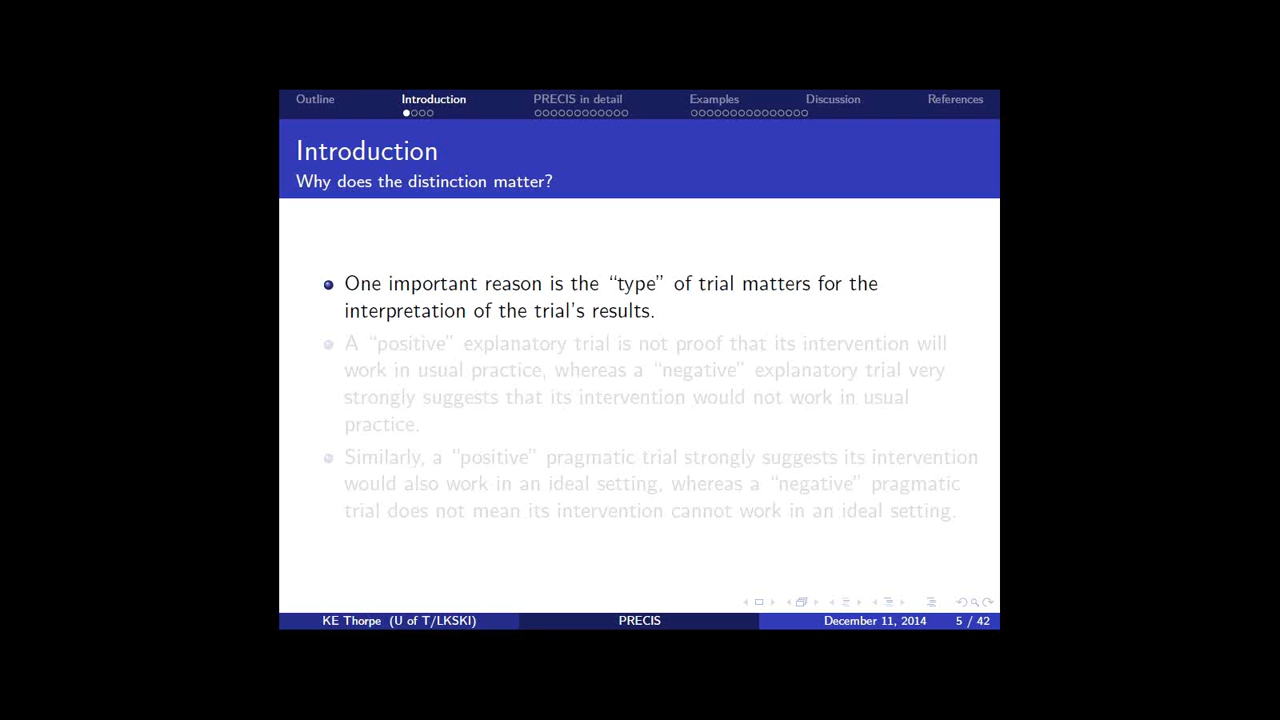 Outline Introduction PRECIS in detail Examples Discussion References
Introduction
Why does the distinction matter?
One important reason is the “type” of trial matters for the
interpretation of the trial’s results.
A “positive” explanatory trial is not proof that its intervention will
work in usual practice, whereas a “negative” explanatory trial very
strongly suggests that its intervention would not work in usual
practice.
Similarly, a “positive” pragmatic trial strongly suggests its intervention
would also work in an ideal setting, whereas a “negative” pragmatic
trial does not mean its intervention cannot work in an ideal setting.
KE Thorpe (U of T/LKSKI) PRECIS December 11, 2014 5 / 42